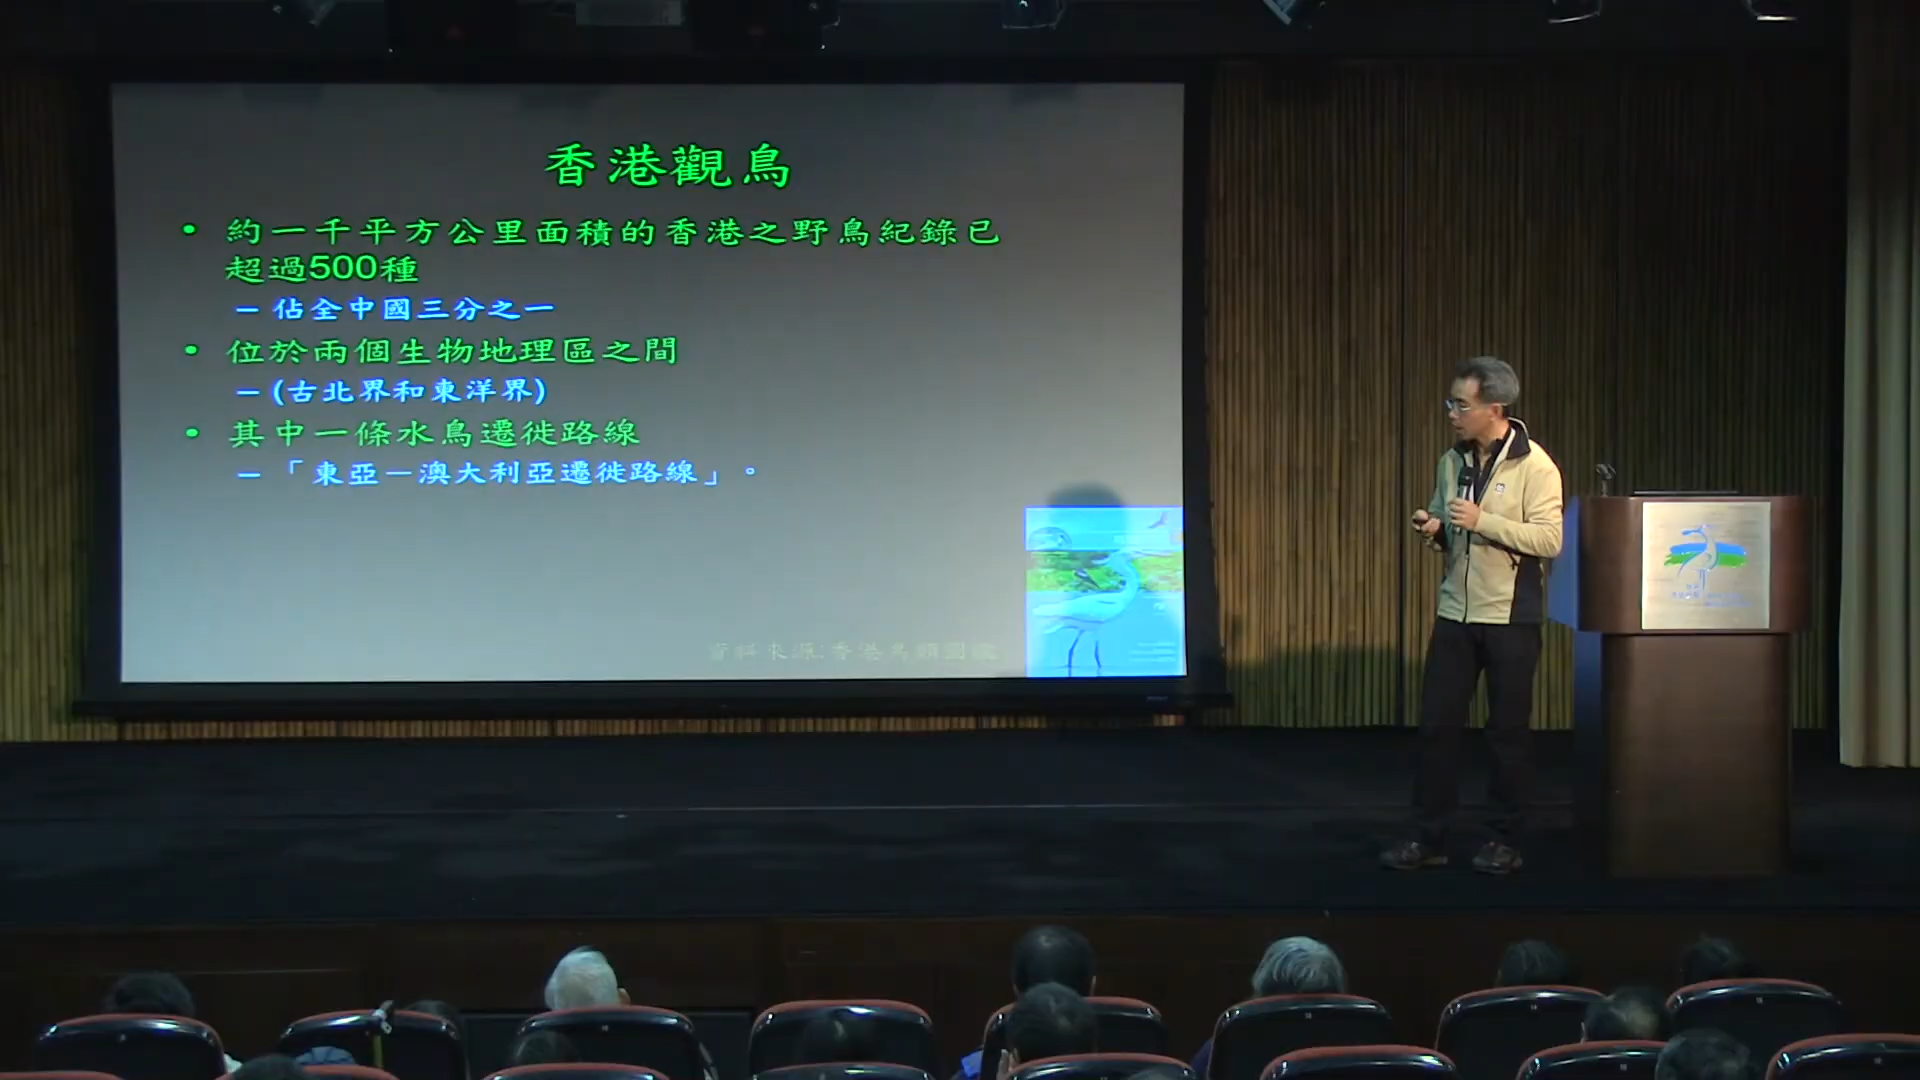 香港觀鳥
• 約一千平方公里面積的香港之野鳥紀錄已
超過500種
– 佔全中國三分之一
• 位於兩個生物地理區之間
– (古北界和東洋界)
• 其中一條水鳥遷徙路線
– 「東亞－澳大利亞遷徙路線」。
資料來源:香港鳥類圖鑑